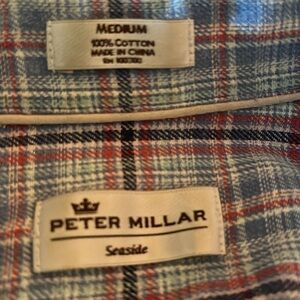 MEDIUM
100% COTTON
MADE IN CHINA
PETER MILLAR
Seaside